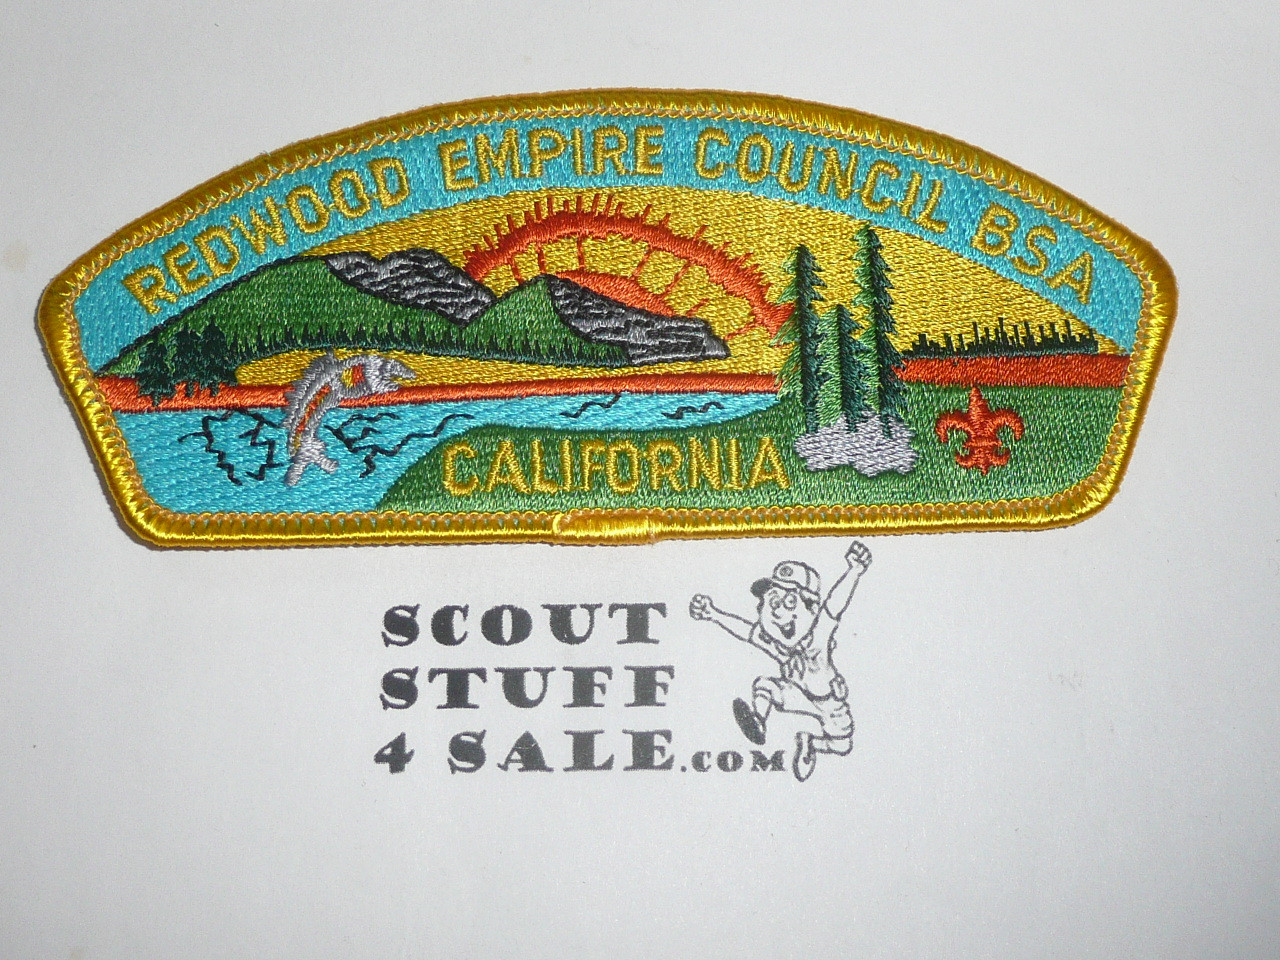 REDWOOD EMPIRE COUNCIL BSA
CALIFORNIA
SCOUT
STUFF
4 SALE.COM